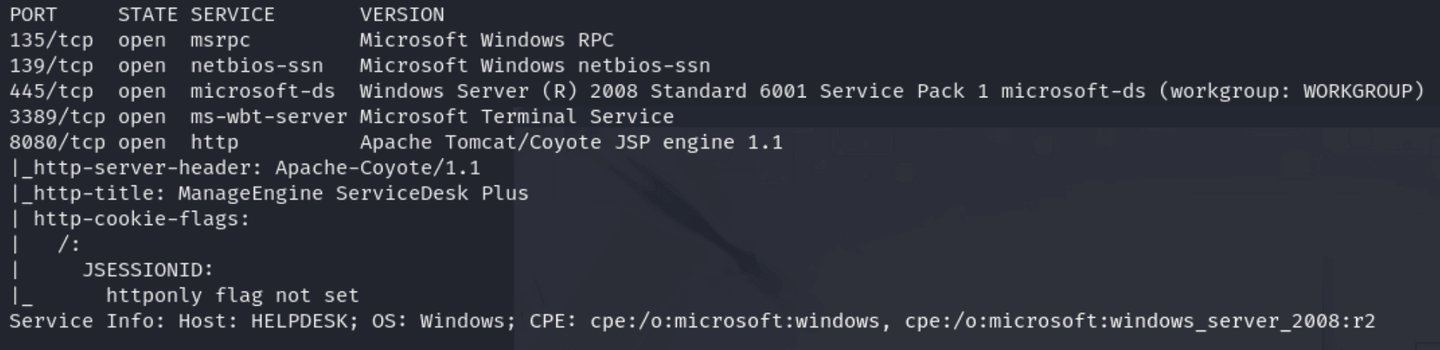 PORT     STATE SERVICE       VERSION
135/tcp  open  msrpc         Microsoft Windows RPC
139/tcp  open  netbios-ssn   Microsoft Windows netbios-ssn
445/tcp  open  microsoft-ds  Windows Server (R) 2008 Standard 6001 Service Pack 1 microsoft-ds (workgroup: WORKGROUP)
3389/tcp open  ms-wbt-server Microsoft Terminal Service
8080/tcp open  http          Apache Tomcat/Coyote JSP engine 1.1
|_http-server-header: Apache-Coyote/1.1
|_http-title: ManageEngine ServiceDesk Plus
| http-cookie-flags:
|   /:
|     JSESSIONID:
|_      httponly flag not set
Service Info: Host: HELPDESK; OS: Windows; CPE: cpe:/o:microsoft:windows, cpe:/o:microsoft:windows_server_2008:r2